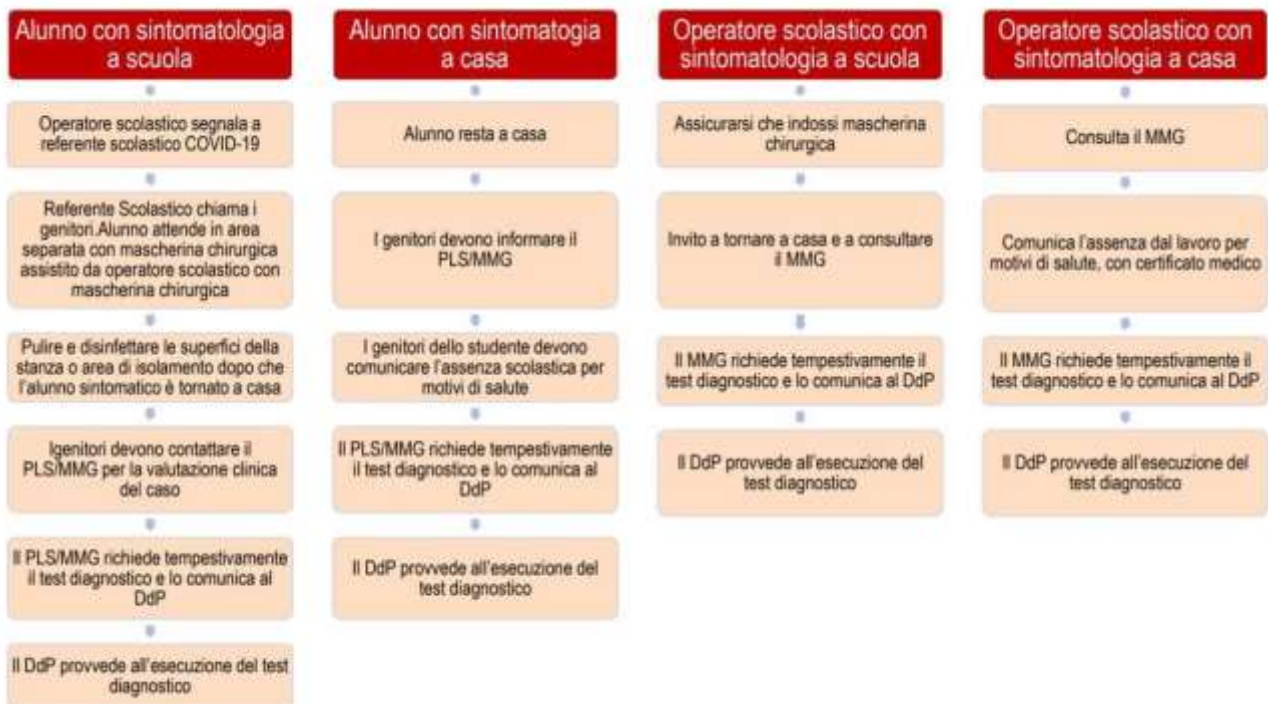 Alunno con sintomatologia
a scuola
Operatore scolastico segnala a
referente scolastico COVID-19
Referente Scolastico chiama i
genitori.Alunno attende in area
separata con mascherina chirurgica
assistito da operatore scolastico con
mascherina chirurgica
Pulire e disinfettare le superfici della
stanza o area di isolamento dopo che
l'alunno sintomatico è tornato a casa
Igenitori devono contattare il
PLS/MMG per la valutazione clinica
del caso
Il PLS/MMG richiede tempestivamente
il test diagnostico e lo comunica al
DdP
Il DdP provvede all'esecuzione del test
diagnostico
Alunno con sintomatogia
a casa
Alunno resta a casa
I genitori devono informare il
PLS/MMG
I genitori dello studente devono
comunicare l'assenza scolastica per
motivi di salute
Il PLS/MMG richiede tempestivamente
il test diagnostico e lo comunica al
DdP
Il DdP provvede all'esecuzione del
test diagnostico
Operatore scolastico con
sintomatologia a scuola
Assicurarsi che indossi mascherina
chirurgica
Invito a tornare a casa e a consultare
il MMG
Il MMG richiede tempestivamente il
test diagnostico e lo comunica al DdP
Il DdP provvede all'esecuzione del
test diagnostico
Operatore scolastico con
sintomatologia a casa
Consulta il MMG
Comunica l'assenza dal lavoro per
motivi di salute, con certificato medico
Il MMG richiede tempestivamente il
test diagnostico e lo comunica al DdP
Il DdP provvede all'esecuzione del
test diagnostico